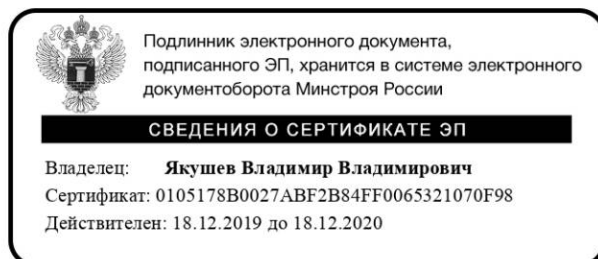 Подлинник электронного документа,
подписанного ЭП, хранится в системе электронного
документоборота Минстроя России
СВЕДЕНИЯ О СЕРТИФИКАТЕ ЭП
Владелец: Якушев Владимир Владимирович
Сертификат: 0105178B0027ABF2B84FF0065321070F98
Действителен: 18.12.2019 до 18.12.2020